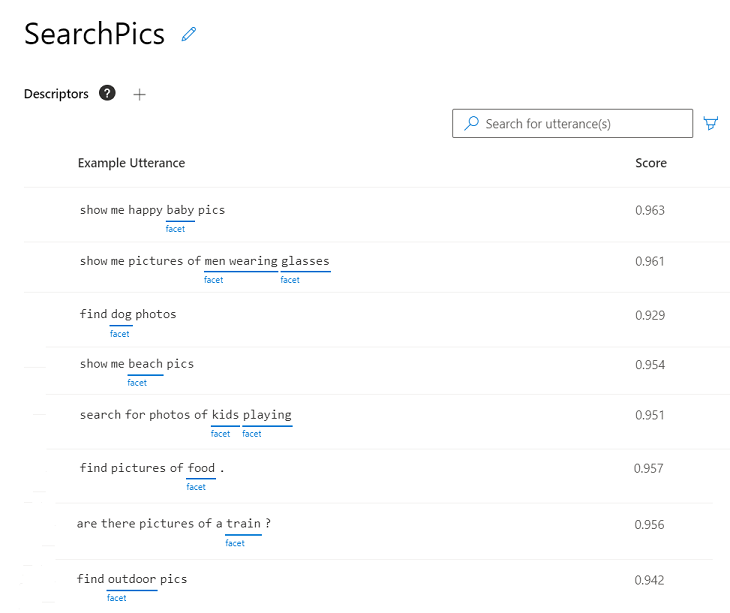 SearchPics
Descriptors ? +
Search for utterance(s)
Example Utterance Score
show me happy baby pics 0.963
facet
show me pictures of men wearing glasses 0.961
facet facet
find dog photos 0.929
facet
show me beach pics 0.954
facet
search for photos of kids playing 0.951
facet facet
find pictures of food . 0.957
facet
are there pictures of a train ? 0.956
facet
find outdoor pics 0.942
facet